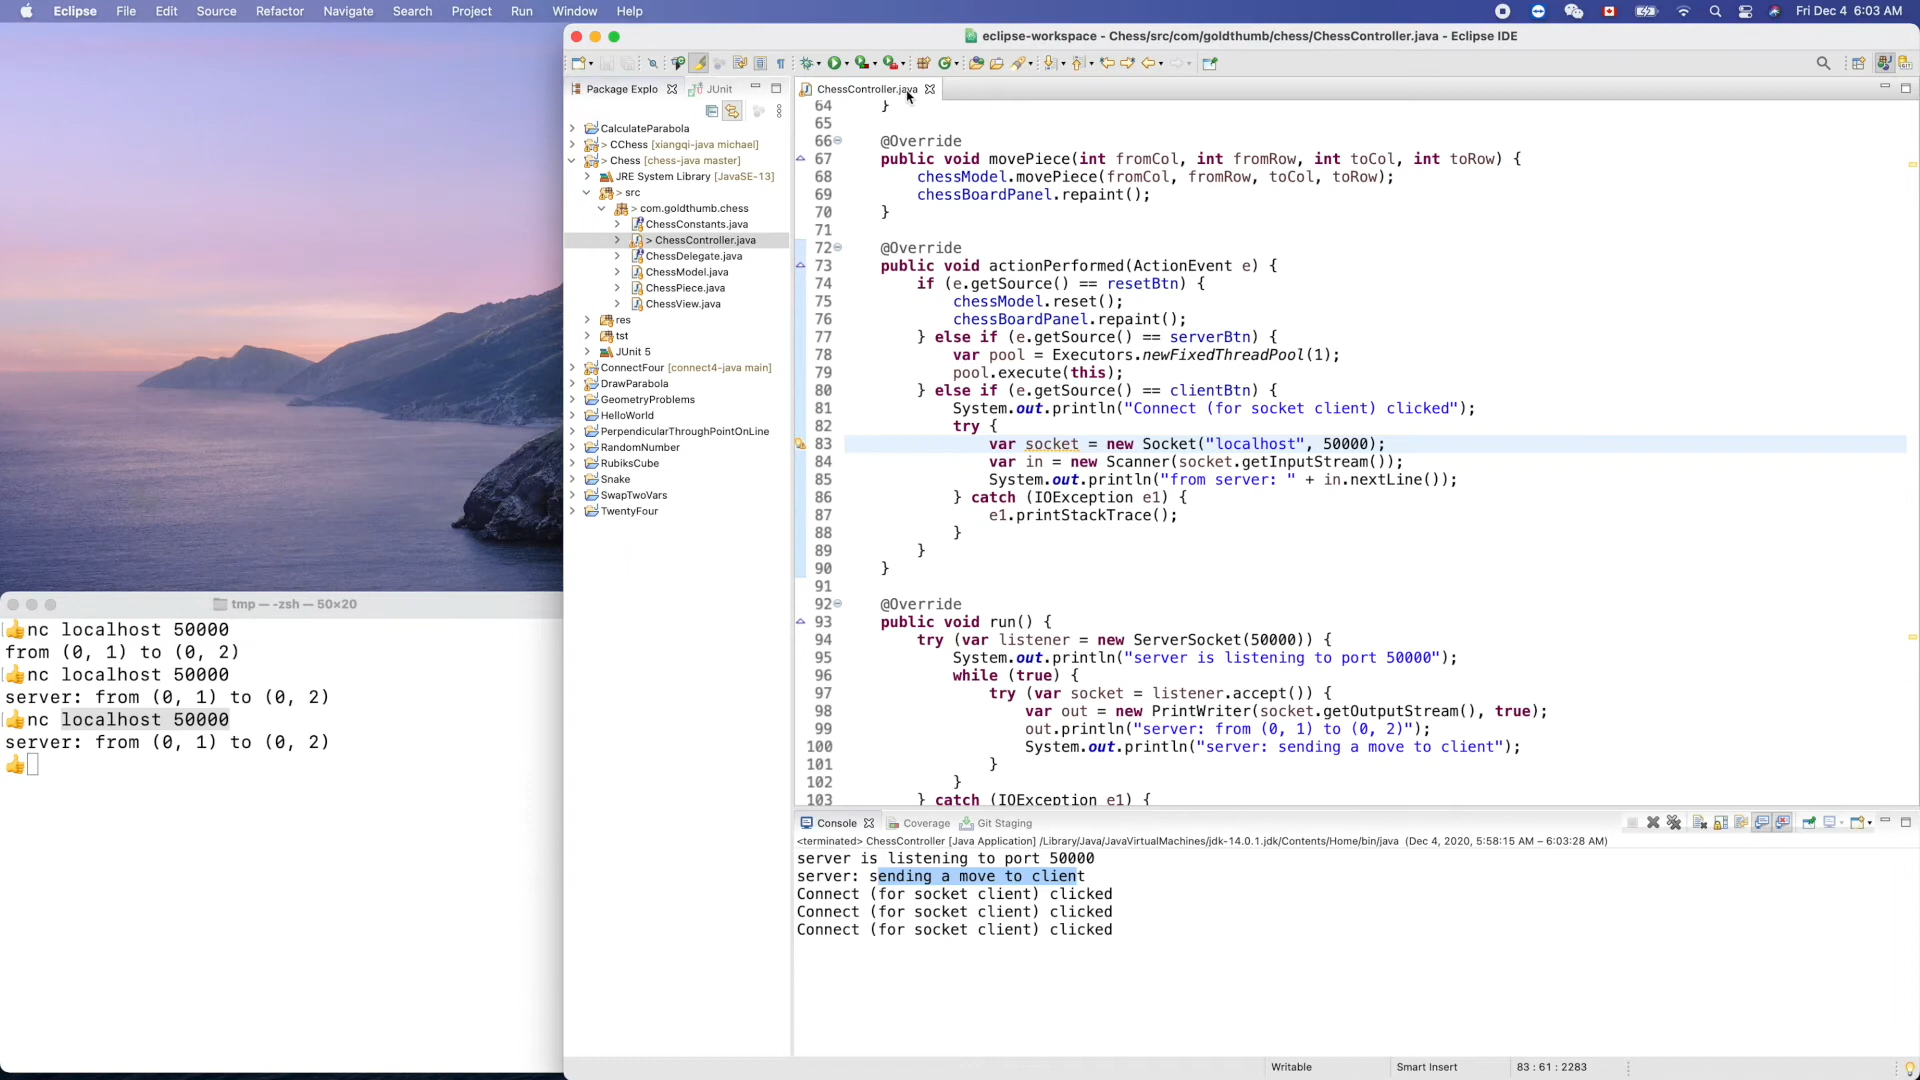 Eclipse File Edit Source Refactor Navigate Search Project Run Window Help Fri Dec 4 6:03 AM
eclipse-workspace - Chess/src/com/goldthumb/chess/ChessController.java - Eclipse IDE
Package Explo JUnit
CalculateParabola
> CChess [xiangqi-java michael]
> Chess [chess-java master]
JRE System Library [JavaSE-13]
> src
> com.goldthumb.chess
ChessConstants.java
> ChessController.java
ChessDelegate.java
ChessModel.java
ChessPiece.java
ChessView.java
res
tst
JUnit 5
ConnectFour [connect4-java main]
DrawParabola
GeometryProblems
HelloWorld
PerpendicularThroughPointOnLine
RandomNumber
RubiksCube
Snake
SwapTwoVars
TwentyFour
ChessController.java
64 }
65
66 @Override
67 public void movePiece(int fromCol, int fromRow, int toCol, int toRow) {
68 chessModel.movePiece(fromCol, fromRow, toCol, toRow);
69 chessBoardPanel.repaint();
70 }
71
72 @Override
73 public void actionPerformed(ActionEvent e) {
74 if (e.getSource() == resetBtn) {
75 chessModel.reset();
76 chessBoardPanel.repaint();
77 } else if (e.getSource() == serverBtn) {
78 var pool = Executors.newFixedThreadPool(1);
79 pool.execute(this);
80 } else if (e.getSource() == clientBtn) {
81 System.out.println("Connect (for socket client) clicked");
82 try {
83 var socket = new Socket("localhost", 50000);
84 var in = new Scanner(socket.getInputStream());
85 System.out.println("from server: " + in.nextLine());
86 } catch (IOException e1) {
87 e1.printStackTrace();
88 }
89 }
90 }
91
92 @Override
93 public void run() {
94 try (var listener = new ServerSocket(50000)) {
95 System.out.println("server is listening to port 50000");
96 while (true) {
97 try (var socket = listener.accept()) {
98 var out = new PrintWriter(socket.getOutputStream(), true);
99 out.println("server: from (0, 1) to (0, 2)");
100 System.out.println("server: sending a move to client");
101 }
102 }
103 } catch (IOException e1) {
tmp — -zsh — 50×20
nc localhost 50000
from (0, 1) to (0, 2)
nc localhost 50000
server: from (0, 1) to (0, 2)
nc localhost 50000
server: from (0, 1) to (0, 2)
Console Coverage Git Staging
<terminated> ChessController [Java Application] /Library/Java/JavaVirtualMachines/jdk-14.0.1.jdk/Contents/Home/bin/java (Dec 4, 2020, 5:58:15 AM – 6:03:28 AM)
server is listening to port 50000
server: sending a move to client
Connect (for socket client) clicked
Connect (for socket client) clicked
Connect (for socket client) clicked
Writable Smart Insert 83 : 61 : 2283